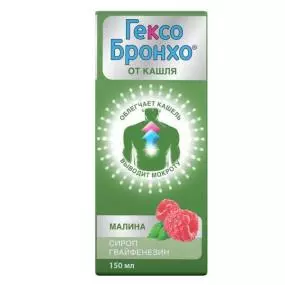 Гексо
Бронхо®
ОТ КАШЛЯ
ОБЛЕГЧАЕТ КАШЕЛЬ
ВЫВОДИТ МОКРОТУ
МАЛИНА
СИРОП
ГВАЙФЕНЕЗИН
150 мл